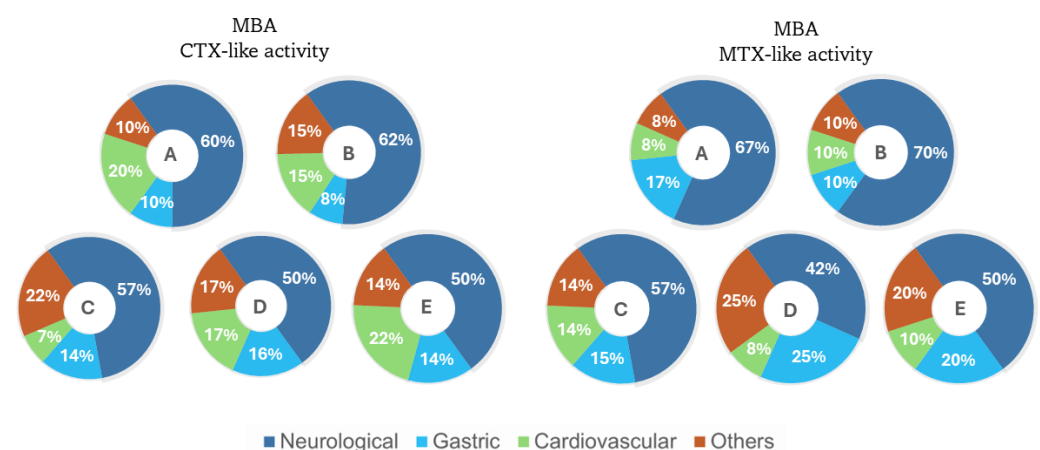 MBA
CTX-like activity
MBA
MTX-like activity
10%
60%
A
20%
10%
15%
62%
B
15%
8%
8%
67%
A
8%
17%
10%
70%
B
10%
10%
22%
57%
C
7%
14%
17%
50%
D
17%
16%
14%
50%
E
22%
14%
14%
57%
C
14%
15%
42%
25%
D
8%
25%
20%
50%
E
10%
20%
Neurological Gastric Cardiovascular Others